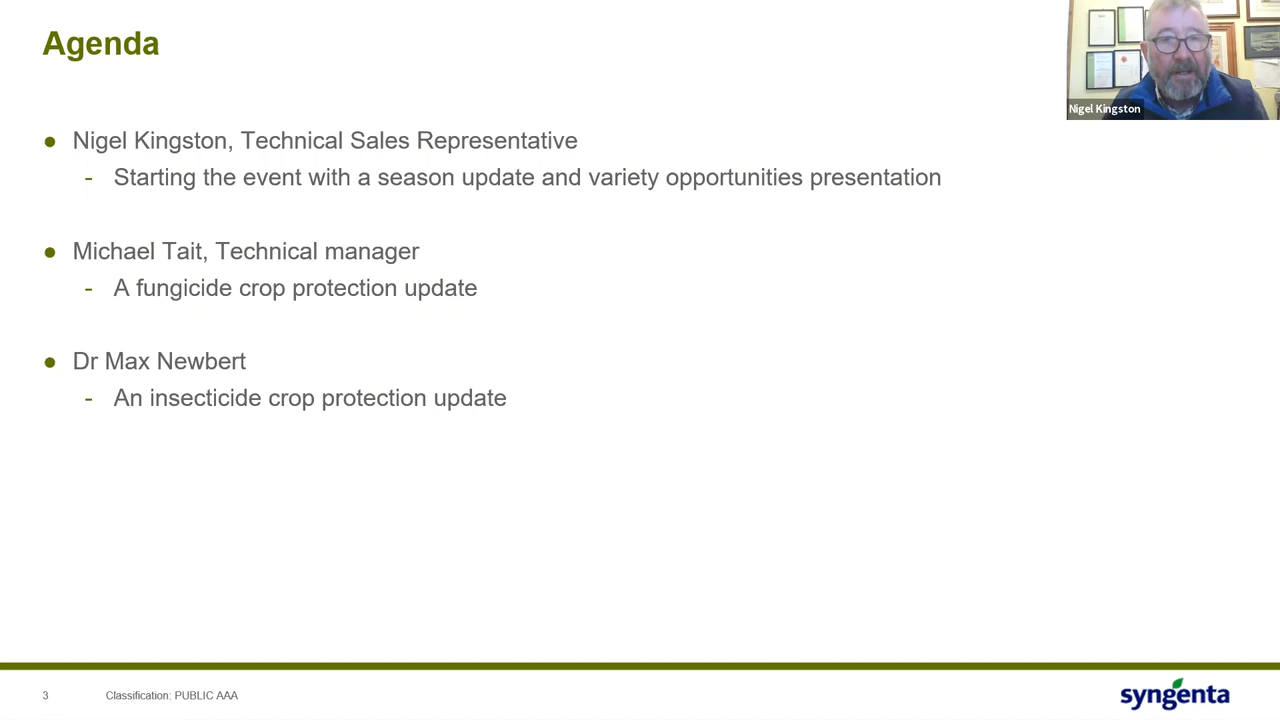 Agenda
Nigel Kingston
● Nigel Kingston, Technical Sales Representative
- Starting the event with a season update and variety opportunities presentation
● Michael Tait, Technical manager
- A fungicide crop protection update
● Dr Max Newbert
- An insecticide crop protection update
3 Classification: PUBLIC AAA
syngenta